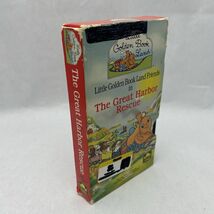 Little
Golden Book
Land
Little Golden Book Land Friends
in
The Great Harbor
Rescue
The Great Harbor Rescue